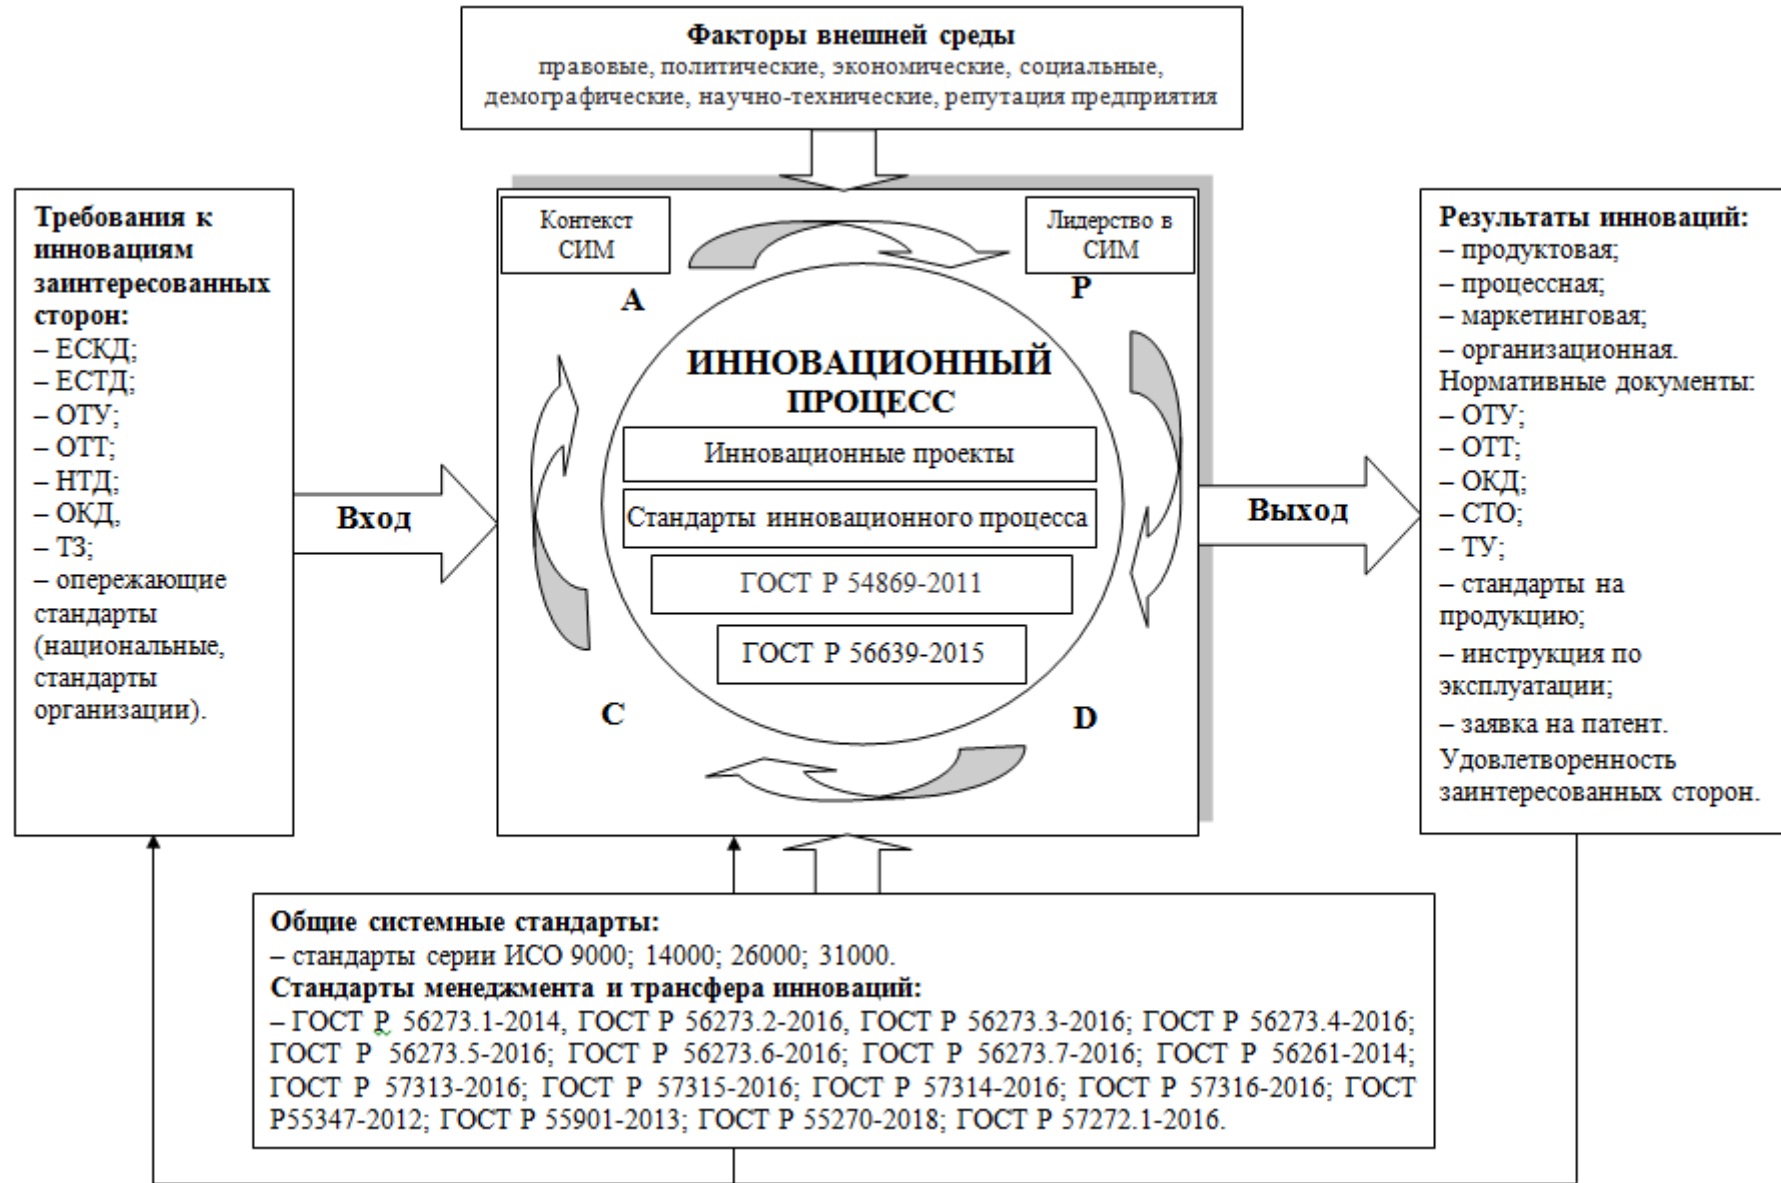 Факторы внешней среды
правовые, политические, экономические, социальные,
демографические, научно-технические, репутация предприятия
Требования к
инновациям
заинтересованных
сторон:
– ЕСКД;
– ЕСТД;
– ОТУ;
– ОТТ;
– НТД;
– ОКД,
– ТЗ;
– опережающие
стандарты
(национальные,
стандарты
организации).
Вход
Контекст
СИМ
Лидерство в
СИМ
A
P
ИННОВАЦИОННЫЙ
ПРОЦЕСС
Инновационные проекты
Стандарты инновационного процесса
ГОСТ Р 54869-2011
ГОСТ Р 56639-2015
C
D
Выход
Результаты инноваций:
– продуктовая;
– процессная;
– маркетинговая;
– организационная.
Нормативные документы:
– ОТУ;
– ОТТ;
– ОКД;
– СТО;
– ТУ;
– стандарты на
продукцию;
– инструкция по
эксплуатации;
– заявка на патент.
Удовлетворенность
заинтересованных сторон.
Общие системные стандарты:
– стандарты серии ИСО 9000; 14000; 26000; 31000.
Стандарты менеджмента и трансфера инноваций:
– ГОСТ Р 56273.1-2014, ГОСТ Р 56273.2-2016, ГОСТ Р 56273.3-2016; ГОСТ Р 56273.4-2016;
ГОСТ Р 56273.5-2016; ГОСТ Р 56273.6-2016; ГОСТ Р 56273.7-2016; ГОСТ Р 56261-2014;
ГОСТ Р 57313-2016; ГОСТ Р 57315-2016; ГОСТ Р 57314-2016; ГОСТ Р 57316-2016; ГОСТ
Р55347-2012; ГОСТ Р 55901-2013; ГОСТ Р 55270-2018; ГОСТ Р 57272.1-2016.